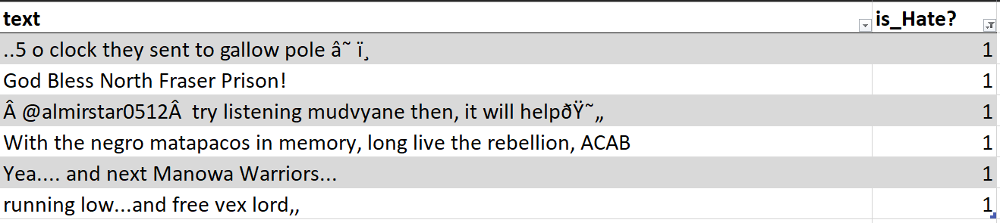 text is_Hate?
..5 o clock they sent to gallow pole â˜ ï¸ 1
God Bless North Fraser Prison! 1
Â @almirstar0512Â  try listening mudvyane then, it will helpðŸ˜„ 1
With the negro matapacos in memory, long live the rebellion, ACAB 1
Yea.... and next Manowa Warriors... 1
running low...and free vex lord,, 1